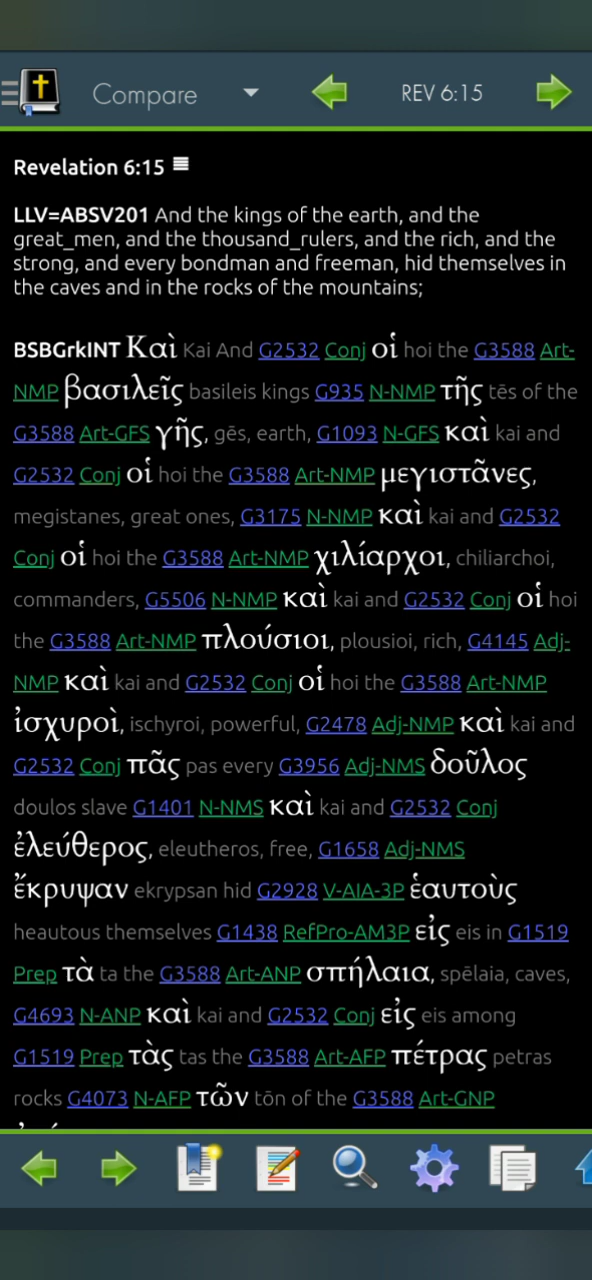 Compare
REV 6:15
Revelation 6:15
LLV=ABSV201 And the kings of the earth, and the
great_men, and the thousand_rulers, and the rich, and the
strong, and every bondman and freeman, hid themselves in
the caves and in the rocks of the mountains;
BSBGrkINT Καὶ Kai And G2532 Conj οἱ hoi the G3588 Art-
NMP βασιλεῖς basileis kings G935 N-NMP τῆς tēs of the
G3588 Art-GFS γῆς, gēs, earth, G1093 N-GFS καὶ kai and
G2532 Conj οἱ hoi the G3588 Art-NMP μεγιστᾶνες,
megistanes, great ones, G3175 N-NMP καὶ kai and G2532
Conj οἱ hoi the G3588 Art-NMP χιλίαρχοι, chiliarchoi,
commanders, G5506 N-NMP καὶ kai and G2532 Conj οἱ hoi
the G3588 Art-NMP πλούσιοι, plousioi, rich, G4145 Adj-
NMP καὶ kai and G2532 Conj οἱ hoi the G3588 Art-NMP
ἰσχυροὶ, ischyroi, powerful, G2478 Adj-NMP καὶ kai and
G2532 Conj πᾶς pas every G3956 Adj-NMS δοῦλος
doulos slave G1401 N-NMS καὶ kai and G2532 Conj
ἐλεύθερος, eleutheros, free, G1658 Adj-NMS
ἔκρυψαν ekrypsan hid G2928 V-AIA-3P ἑαυτοὺς
heautous themselves G1438 RefPro-AM3P εἰς eis in G1519
Prep τὰ ta the G3588 Art-ANP σπήλαια, spēlaia, caves,
G4693 N-ANP καὶ kai and G2532 Conj εἰς eis among
G1519 Prep τὰς tas the G3588 Art-AFP πέτρας petras
rocks G4073 N-AFP τῶν tōn of the G3588 Art-GNP